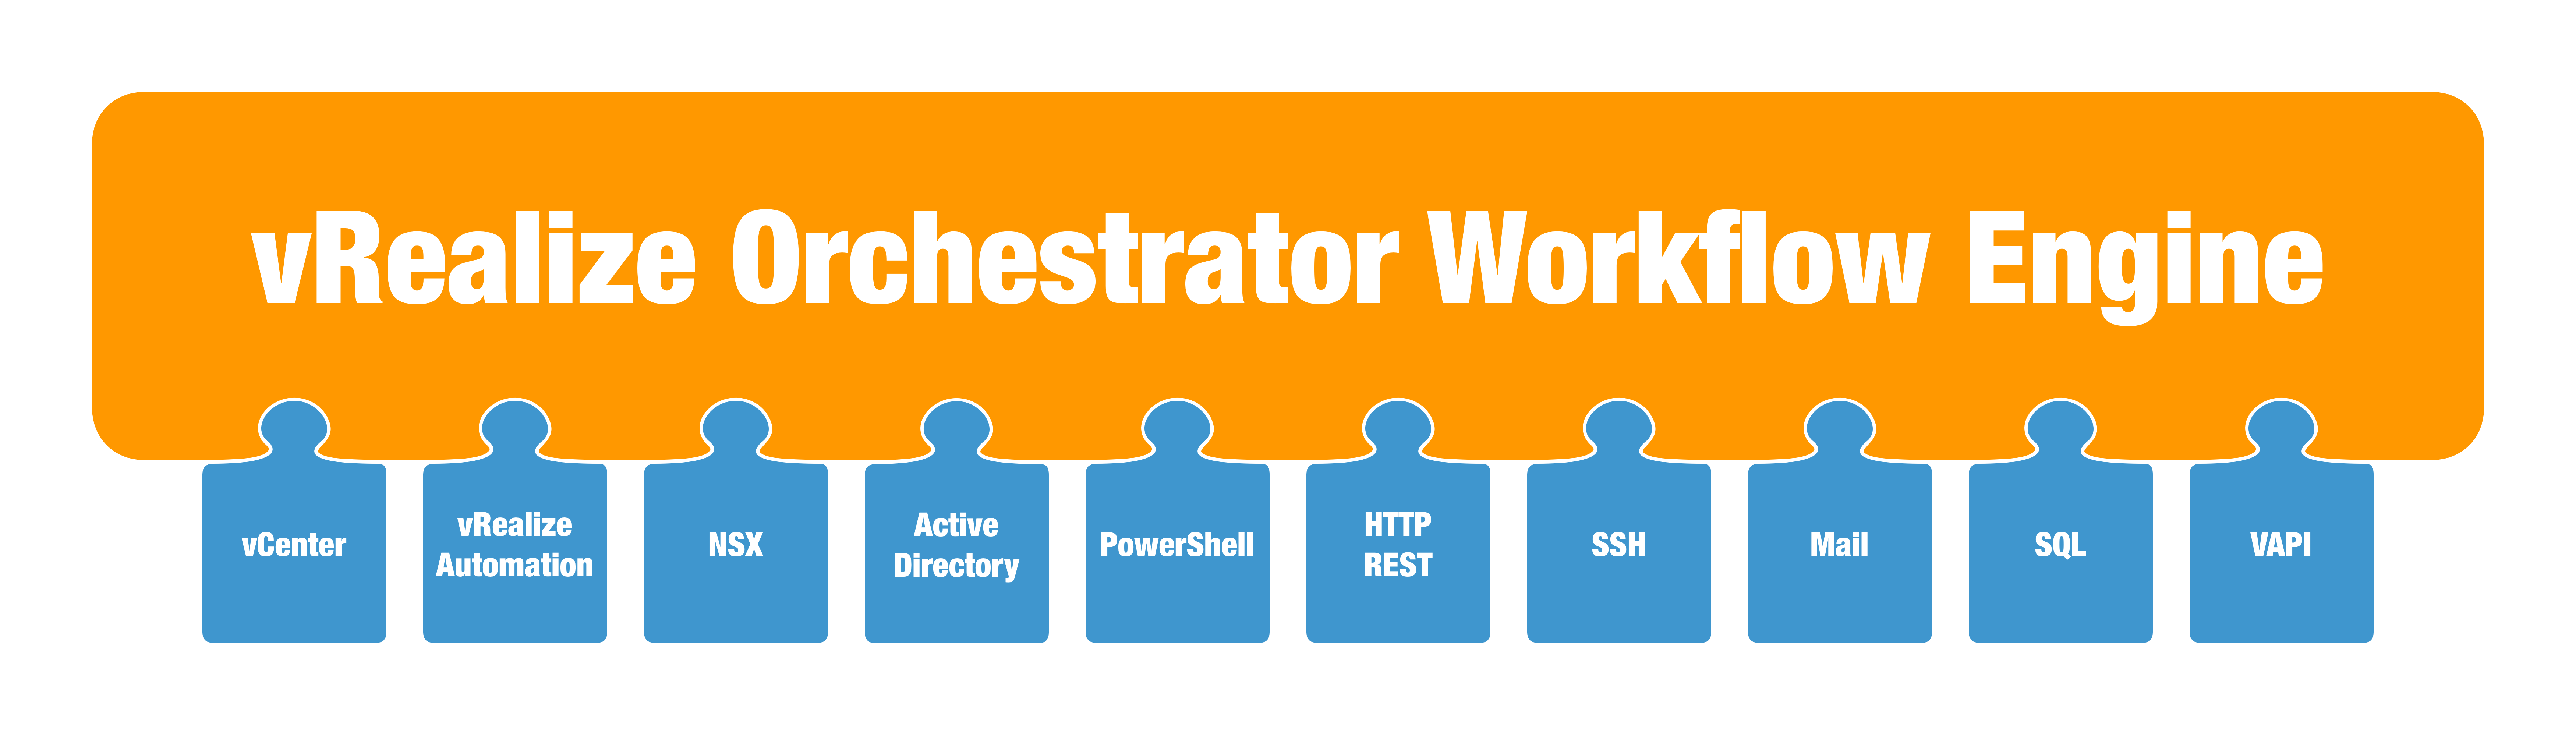 vRealize Orchestrator Workflow Engine
vCenter
vRealize
Automation
NSX
Active
Directory
PowerShell
HTTP
REST
SSH
Mail
SQL
VAPI